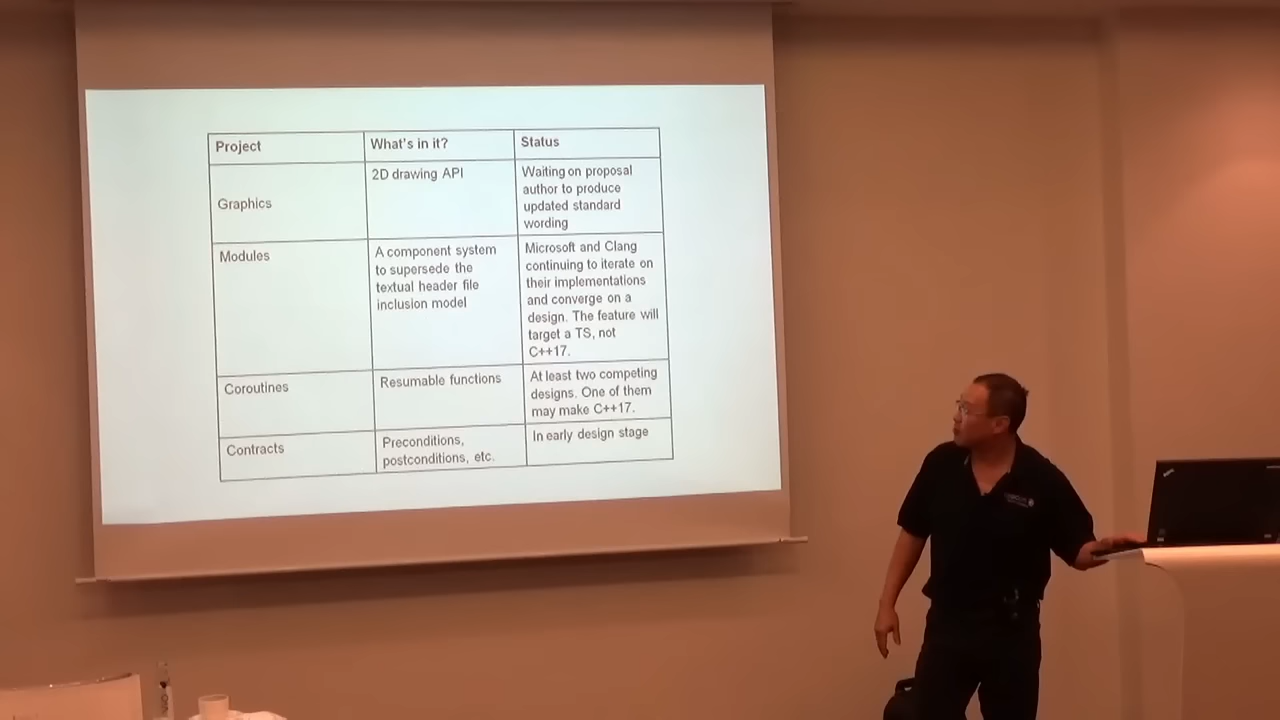 Project
What's in it?
Status
Graphics
2D drawing API
Waiting on proposal
author to produce
updated standard
wording
Modules
A component system
to supersede the
textual header file
inclusion model
Microsoft and Clang
continuing to iterate on
their implementations
and converge on a
design. The feature will
target a TS, not
C++17.
Coroutines
Resumable functions
At least two competing
designs. One of them
may make C++17.
Contracts
Preconditions,
postconditions, etc.
In early design stage